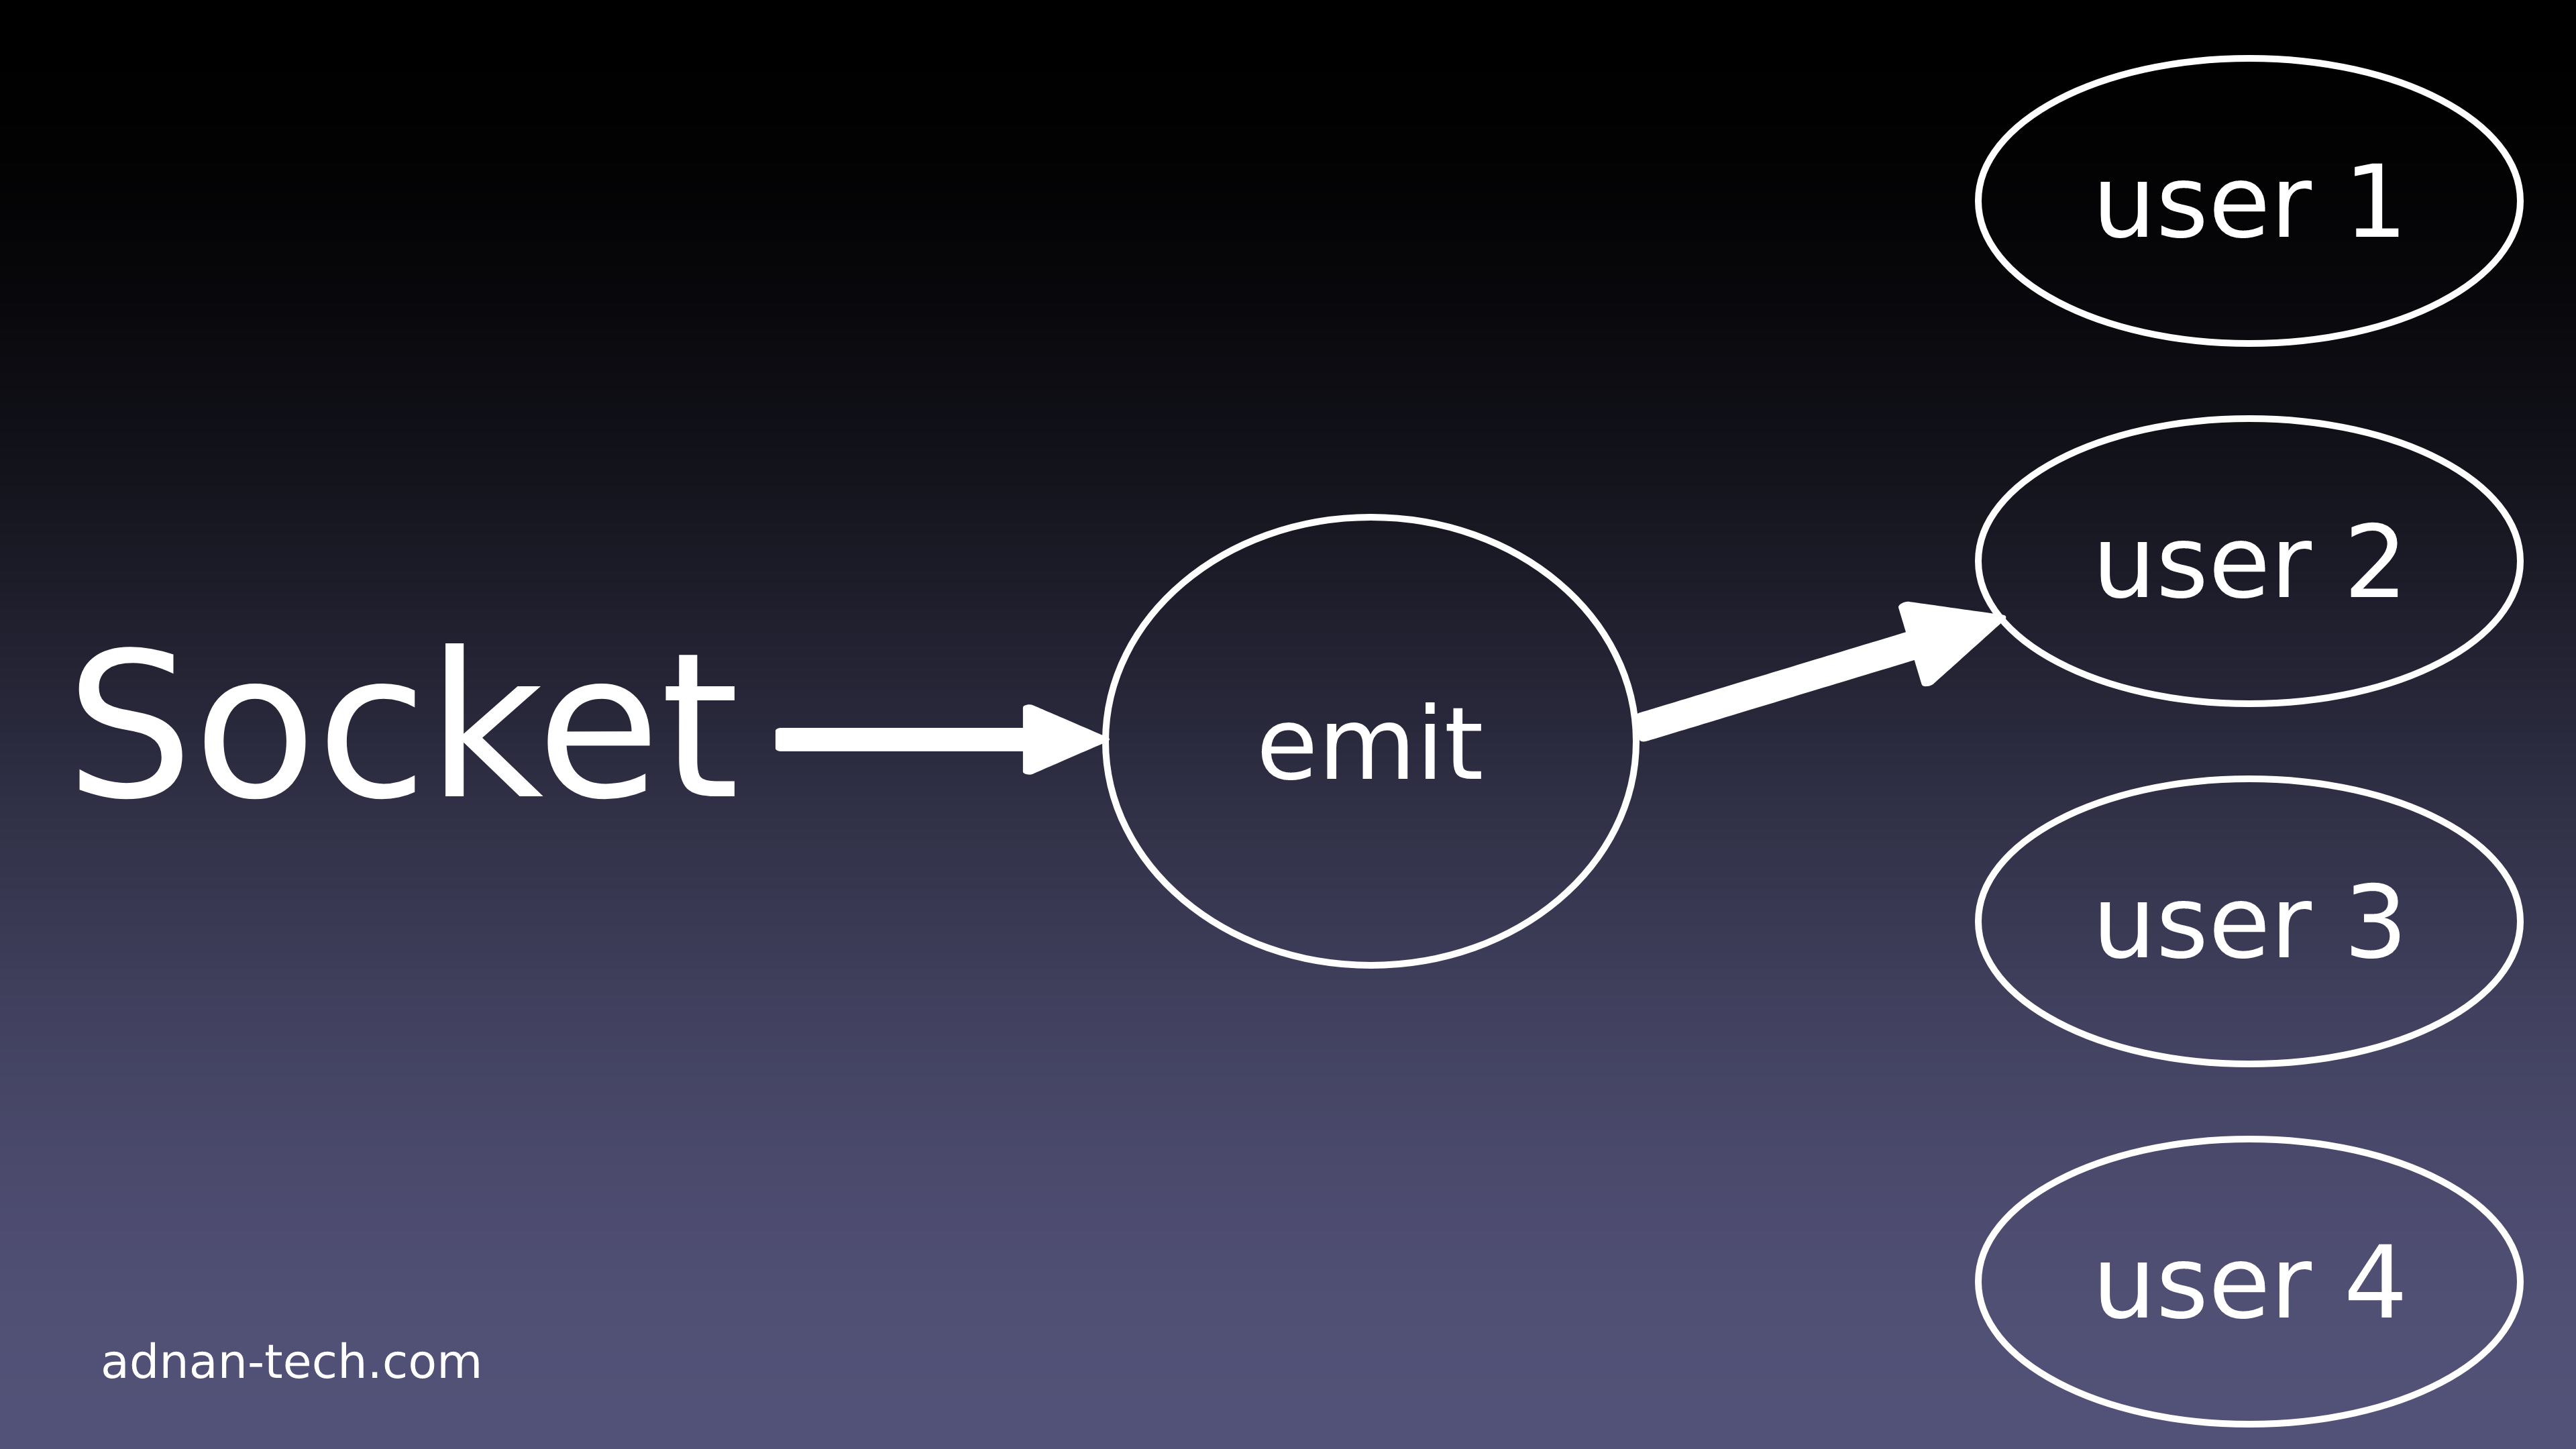 Socket
emit
user 1
user 2
user 3
user 4
adnan-tech.com